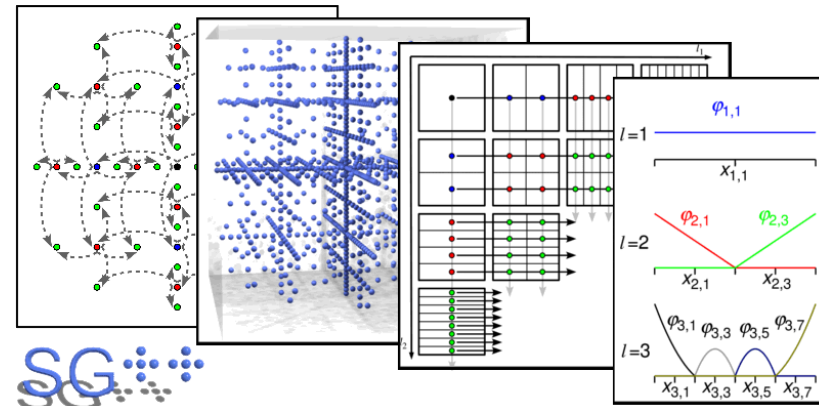 l₁
l₂
φ₁,₁
l=1
x₁,₁
φ₂,₁ φ₂,₃
l=2
x₂,₁ x₂,₃
φ₃,₁ φ₃,₃ φ₃,₅ φ₃,₇
l=3
x₃,₁ x₃,₃ x₃,₅ x₃,₇
SG++